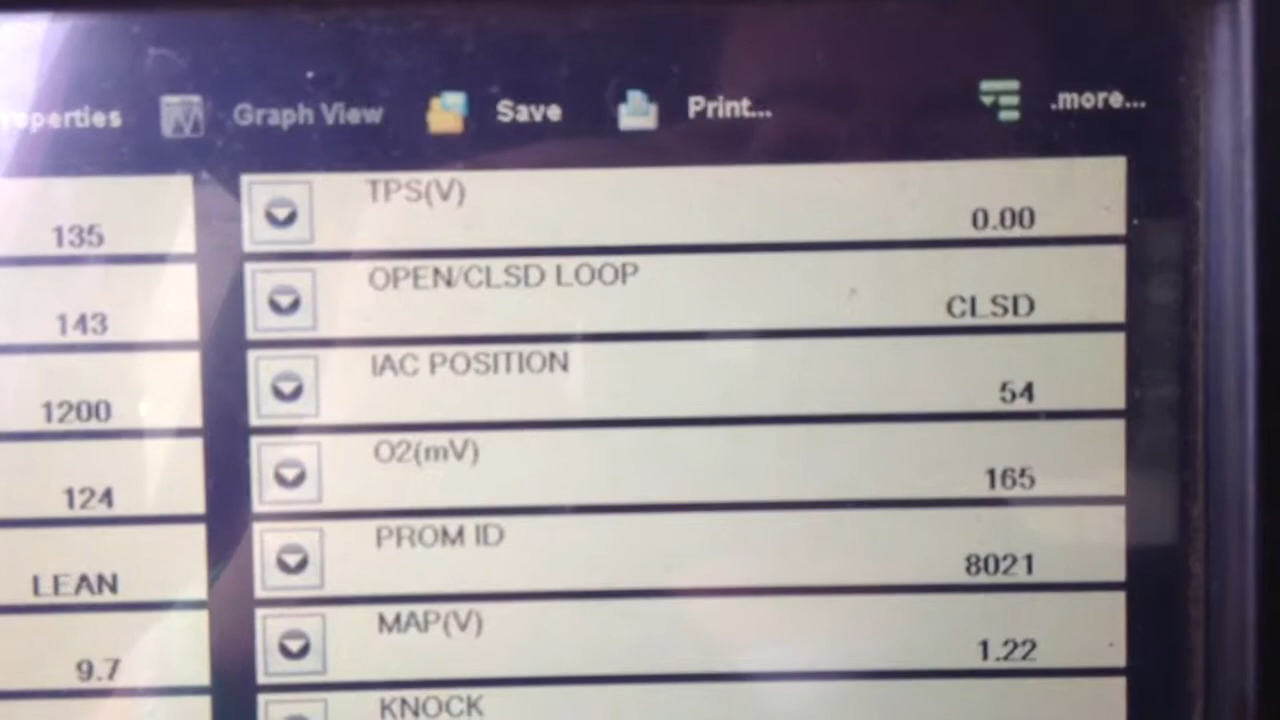 Graph View Save Print... .more...
135
143
1200
124
LEAN
9.7
TPS(V)
0.00
OPEN/CLSD LOOP
CLSD
IAC POSITION
54
O2(mV)
165
PROM ID
8021
MAP(V)
1.22
KNOCK